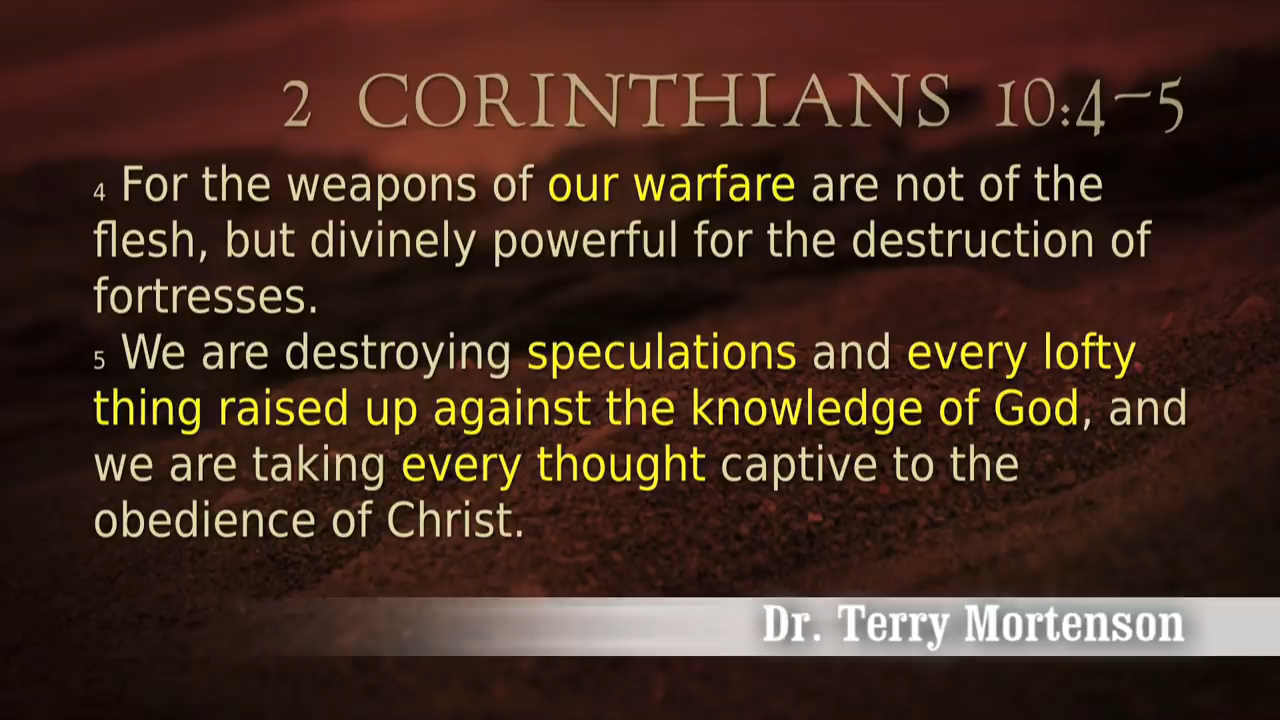 2 CORINTHIANS 10:4–5
4 For the weapons of our warfare are not of the
flesh, but divinely powerful for the destruction of
fortresses.
5 We are destroying speculations and every lofty
thing raised up against the knowledge of God, and
we are taking every thought captive to the
obedience of Christ.
Dr. Terry Mortenson